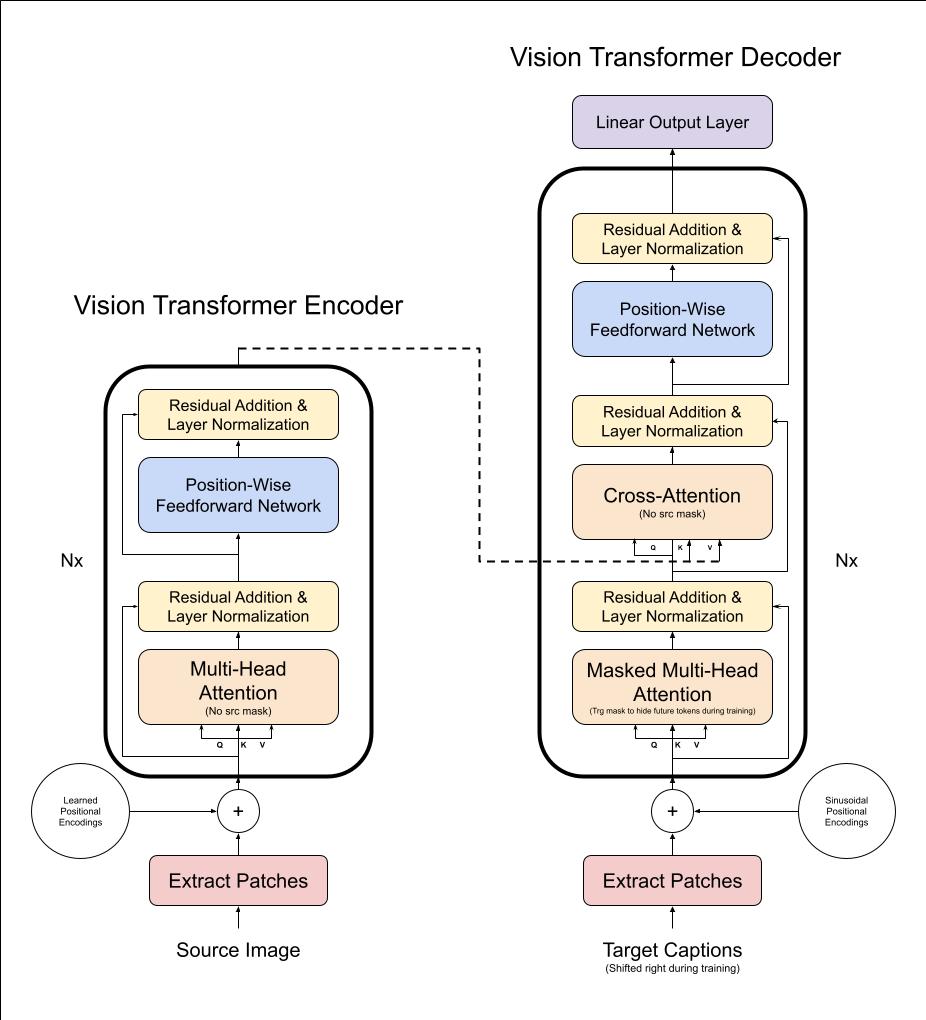 Vision Transformer Decoder
Linear Output Layer
Residual Addition &
Layer Normalization
Position-Wise
Feedforward Network
Residual Addition &
Layer Normalization
Cross-Attention
(No src mask)
Q K V
Residual Addition &
Layer Normalization
Masked Multi-Head
Attention
(Trg mask to hide future tokens during training)
Q K V
Nx
+
Sinusoidal
Positional
Encodings
Extract Patches
Target Captions
(Shifted right during training)
Vision Transformer Encoder
Residual Addition &
Layer Normalization
Position-Wise
Feedforward Network
Nx
Residual Addition &
Layer Normalization
Multi-Head
Attention
(No src mask)
Q K V
Learned
Positional
Encodings
+
Extract Patches
Source Image